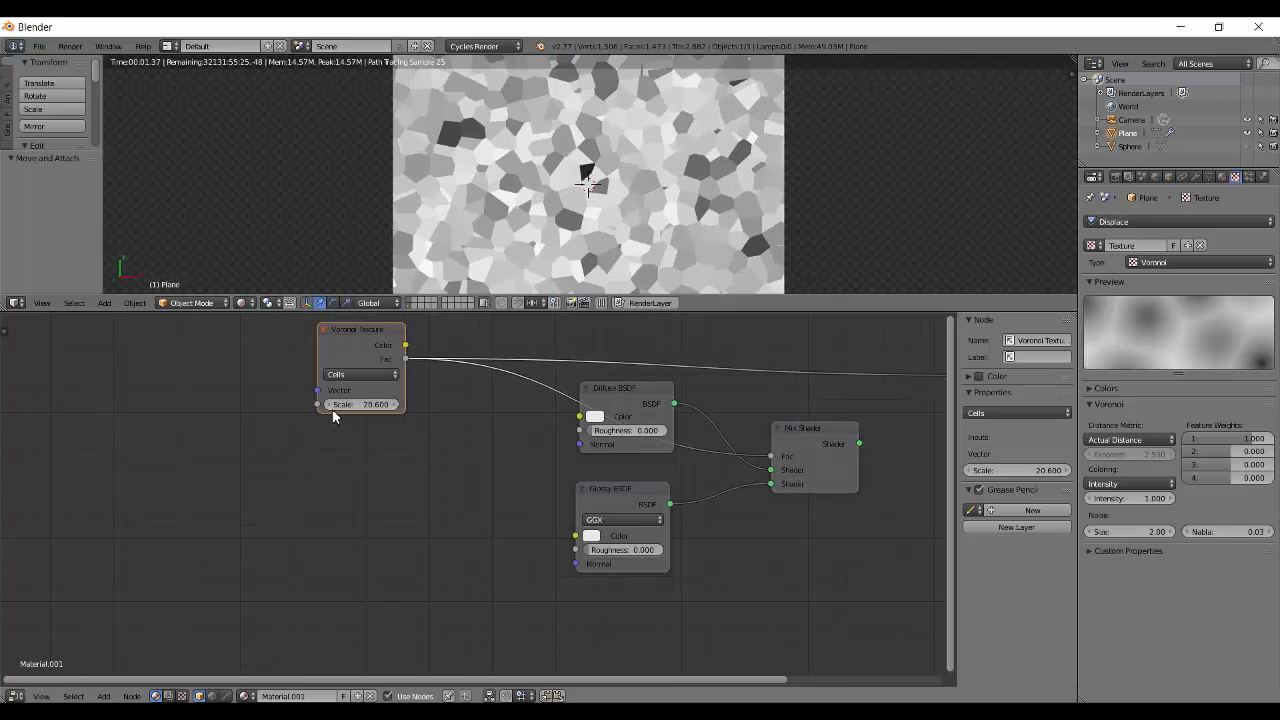 Blender
File Render Window Help Default Scene 2 Cycles Render v2.77 | Verts:1,506 | Faces:1,473 | Tris:2,882 | Objects:1/3 | Lamps:0/0 | Mem:49.03M | Plane
Time:00:01.37 | Remaining:32131:55:25.-48 | Mem:14.57M, Peak:14.57M | Path Tracing Sample 25
View Search All Scenes
Transform
Translate
Rotate
Scale
Mirror
Edit
Move and Attach
Scene
RenderLayers
World
Camera
Plane
Sphere
Plane Texture
Displace
Texture F
Type: Voronoi
Preview
Colors
Voronoi
Distance Metric: Feature Weights:
Actual Distance 1: 1.000
Exponent: 2.500 2: 0.000
Coloring: 3: 0.000
Intensity 4: 0.000
Intensity: 1.000
Noise:
Size: 2.00 Nabla: 0.03
Custom Properties
y
(1) Plane
View Select Add Object Object Mode Global RenderLayer
Voronoi Texture
Color
Fac
Cells
Vector
Scale: 20.600
Diffuse BSDF
BSDF
Color
Roughness: 0.000
Normal
Glossy BSDF
BSDF
GGX
Color
Roughness: 0.000
Normal
Mix Shader
Shader
Fac
Shader
Shader
Node
Name: Voronoi Textu..
Label:
Color
Properties
Cells
Inputs:
Vector
Scale: 20.600
Grease Pencil
New
New Layer
Material.001
View Select Add Node Material.001 F Use Nodes